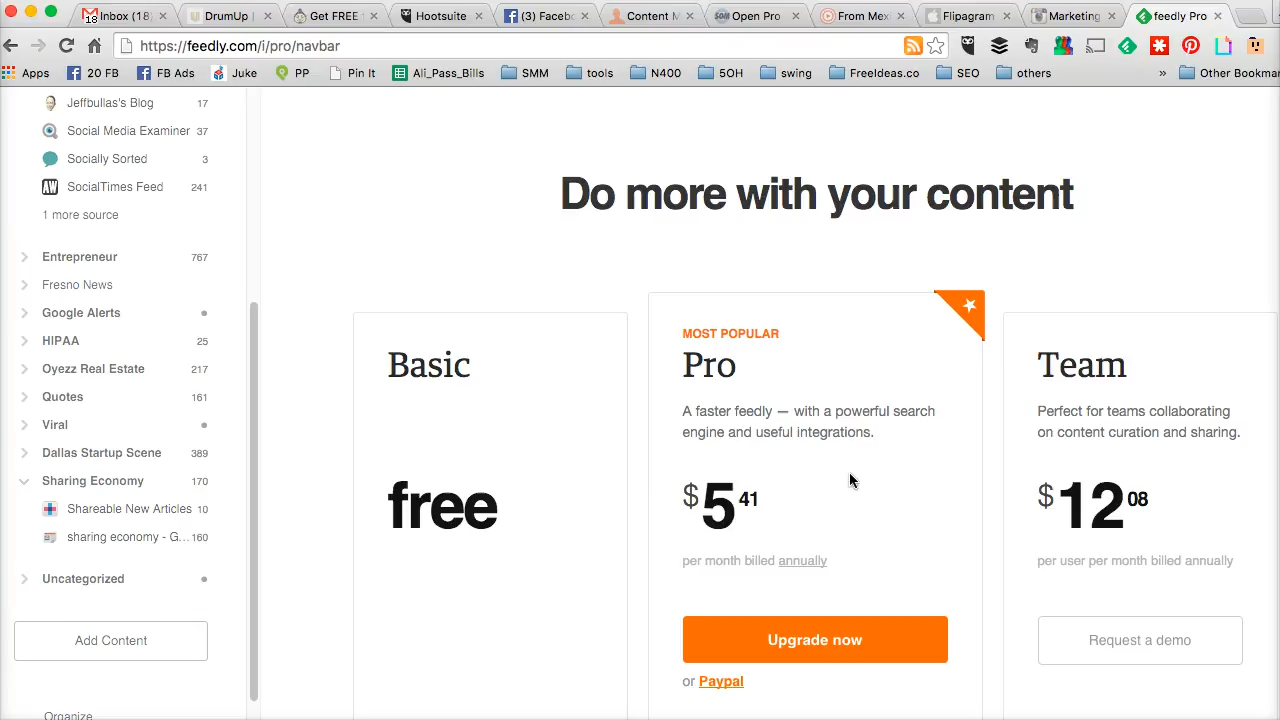 Inbox (18)
DrumUp |
Get FREE
Hootsuite
(3) Facebo
Content M
Open Pro
From Mex
Flipagram
Marketing
feedly Pro
https://feedly.com/i/pro/navbar
Apps
20 FB
FB Ads
Juke
PP
Pin It
Ali_Pass_Bills
SMM
tools
N400
5OH
swing
FreeIdeas.co
SEO
others
»
Other Bookmar
Jeffbullas's Blog 17
Social Media Examiner 37
Socially Sorted 3
SocialTimes Feed 241
1 more source
Entrepreneur 767
Fresno News
Google Alerts
HIPAA 25
Oyezz Real Estate 217
Quotes 161
Viral
Dallas Startup Scene 389
Sharing Economy 170
Shareable New Articles 10
sharing economy - G... 160
Uncategorized
Add Content
Organize
Do more with your content
Basic
free
MOST POPULAR
Pro
A faster feedly — with a powerful search
engine and useful integrations.
$5 41
per month billed annually
Upgrade now
or Paypal
Team
Perfect for teams collaborating
on content curation and sharing.
$12 08
per user per month billed annually
Request a demo